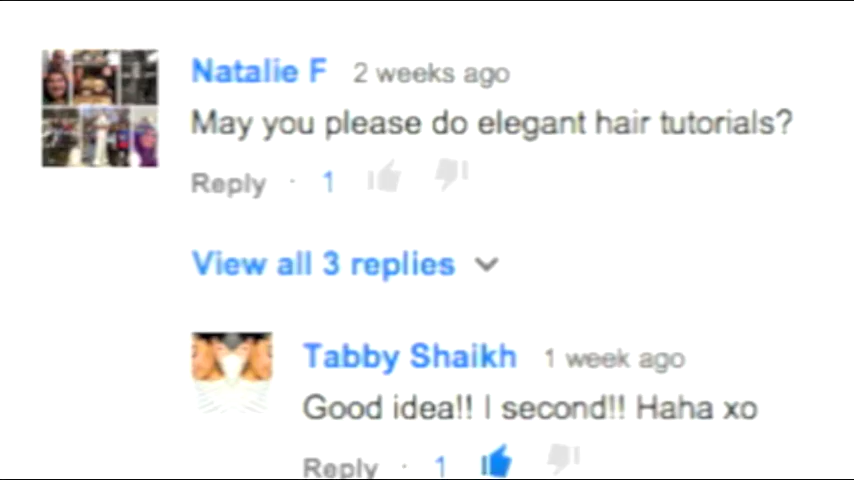 Natalie F 2 weeks ago
May you please do elegant hair tutorials?
Reply · 1
View all 3 replies
Tabby Shaikh 1 week ago
Good idea!! I second!! Haha xo
Reply · 1